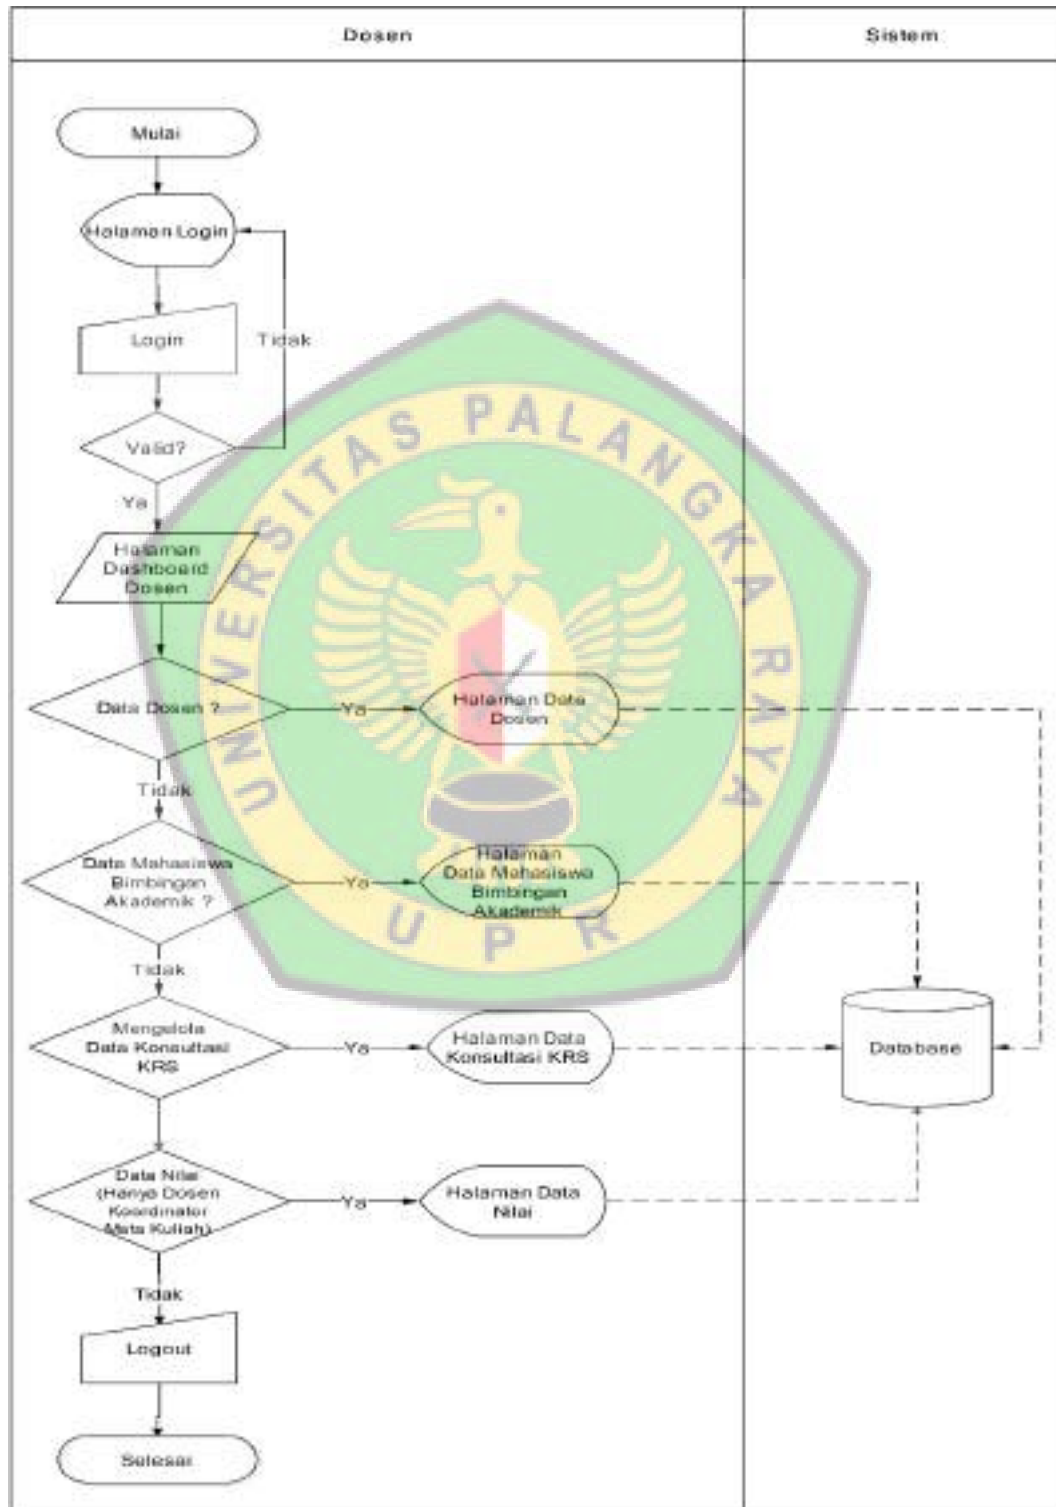 Dosen
Sistem
Mulai
Halaman Login
Login
Tidak
Valid?
Ya
Halaman
Dashboard
Dosen
Data Dosen ?
Ya
Halaman Data
Dosen
Tidak
Data Mahasiswa
Bimbingan
Akademik ?
Ya
Halaman
Data Mahasiswa
Bimbingan
Akademik
Tidak
Mengelola
Data Konsultasi
KRS
Ya
Halaman Data
Konsultasi KRS
Database
Data Nilai
(Hanya Dosen
Koordinator
Mata Kuliah)
Ya
Halaman Data
Nilai
Tidak
Logout
Selesai
UNIVERSITAS PALANGKA RAYA
UPR